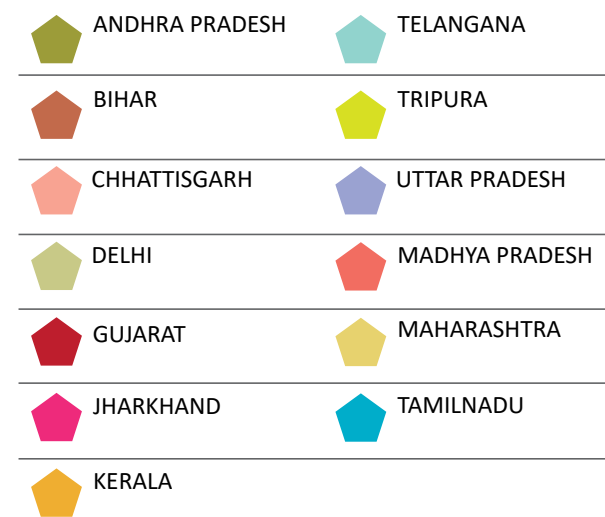 ANDHRA PRADESH
TELANGANA
BIHAR
TRIPURA
CHHATTISGARH
UTTAR PRADESH
DELHI
MADHYA PRADESH
GUJARAT
MAHARASHTRA
JHARKHAND
TAMILNADU
KERALA